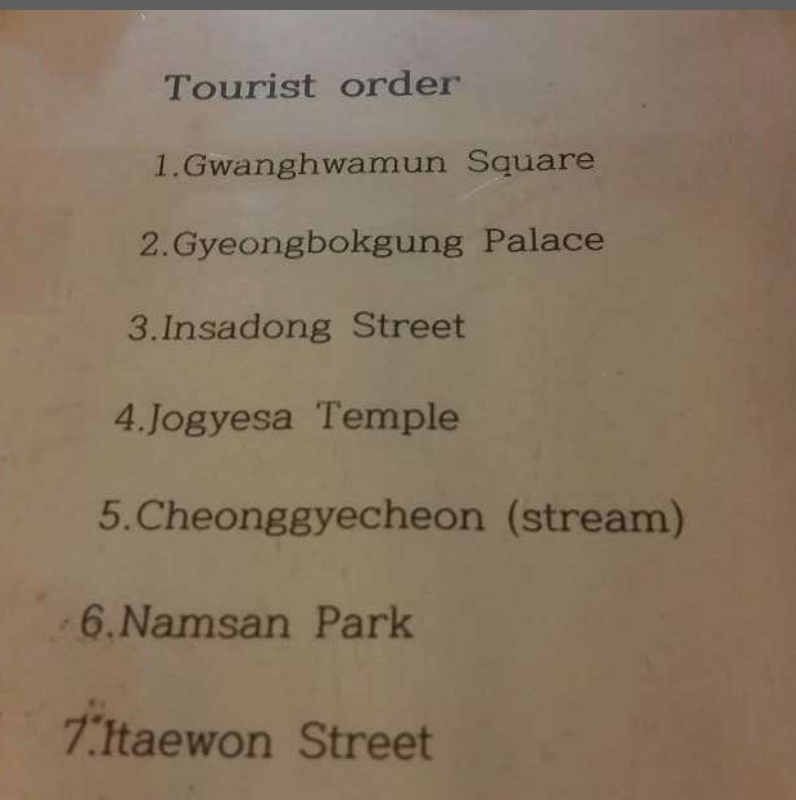 Tourist order
1.Gwanghwamun Square
2.Gyeongbokgung Palace
3.Insadong Street
4.Jogyesa Temple
5.Cheonggyecheon (stream)
6.Namsan Park
7.Itaewon Street